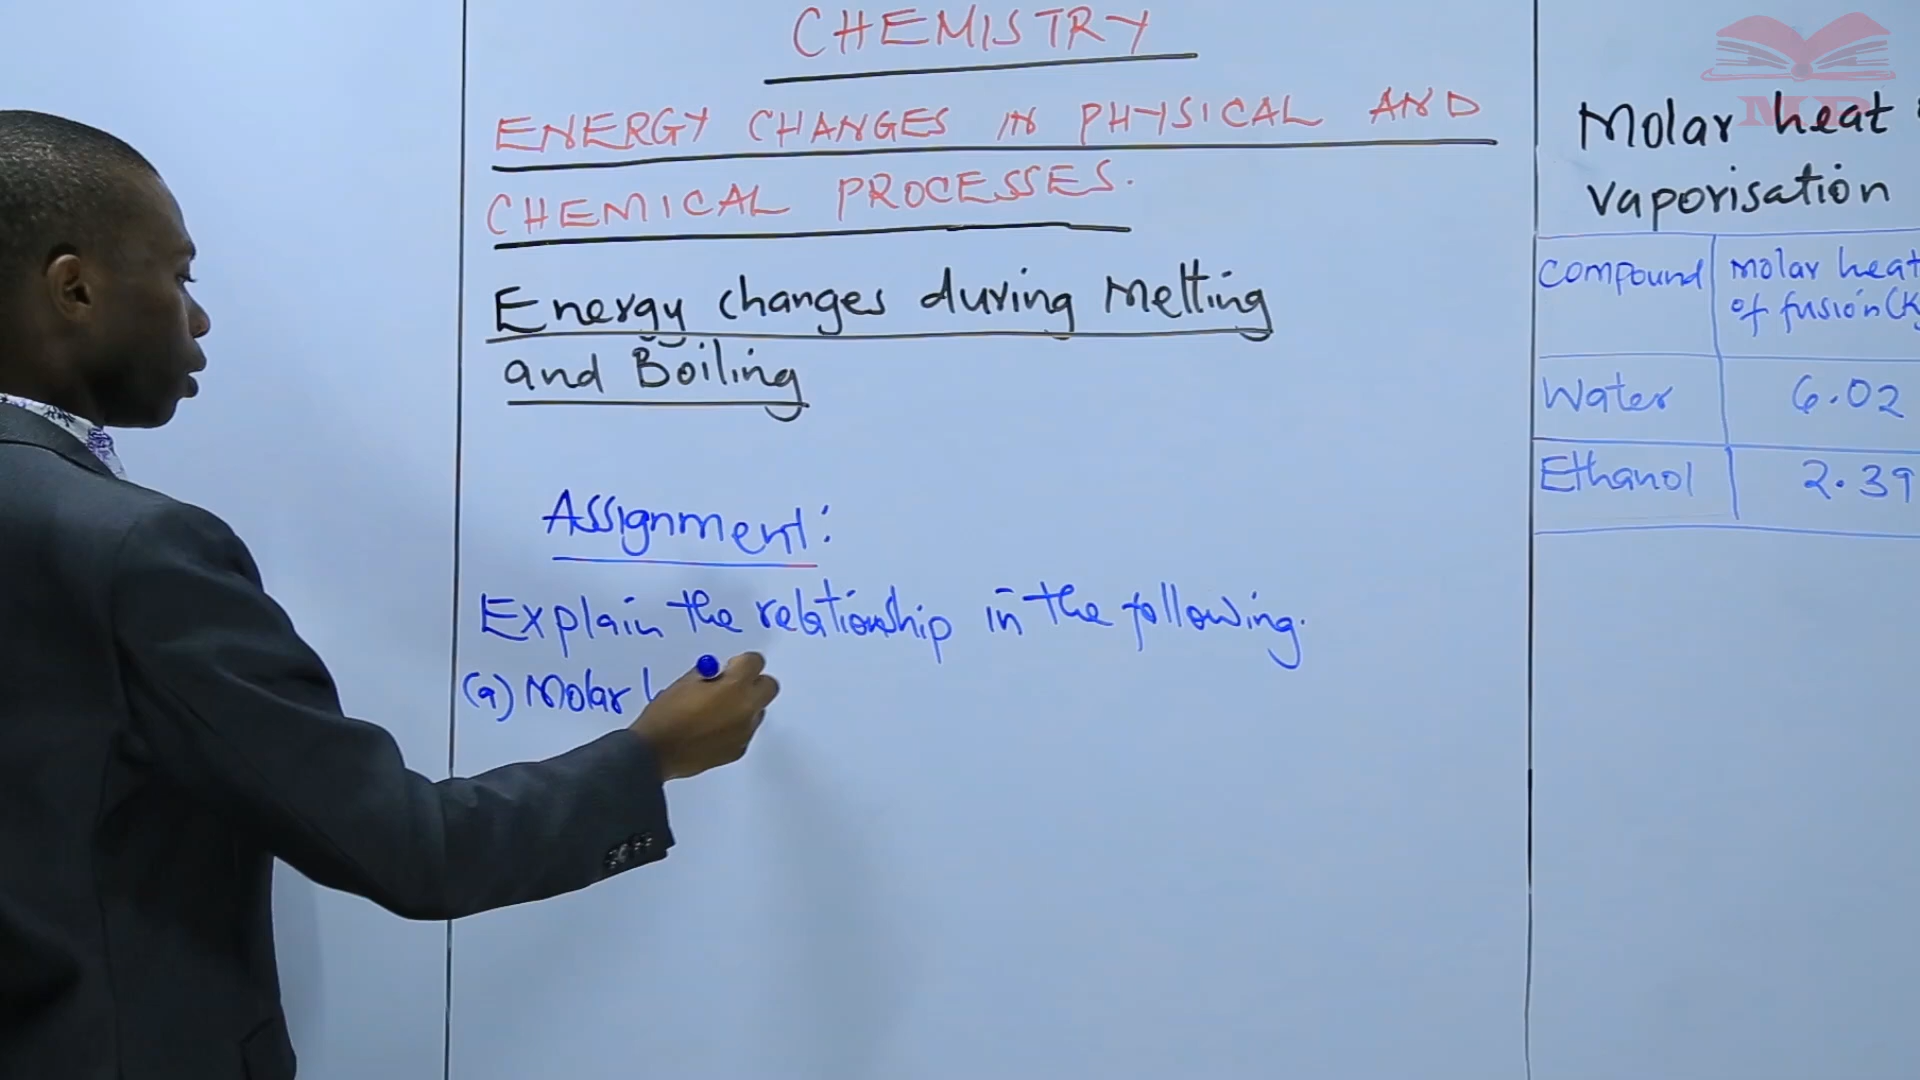 CHEMISTRY
ENERGY CHANGES IN PHYSICAL AND
CHEMICAL PROCESSES.
Energy changes during Melting
and Boiling
Assignment:
Explain the relationship in the following.
(a) Molar
Molar heat
vaporisation
Compound
molar heat
of fusion (K
Water
6.02
Ethanol
2.39